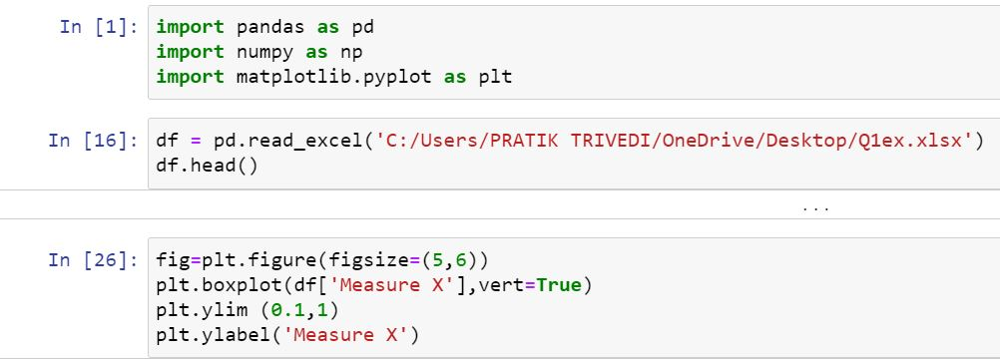 In [1]: import pandas as pd
import numpy as np
import matplotlib.pyplot as plt
In [16]: df = pd.read_excel('C:/Users/PRATIK TRIVEDI/OneDrive/Desktop/Q1ex.xlsx')
df.head()
...
In [26]: fig=plt.figure(figsize=(5,6))
plt.boxplot(df['Measure X'],vert=True)
plt.ylim (0.1,1)
plt.ylabel('Measure X')